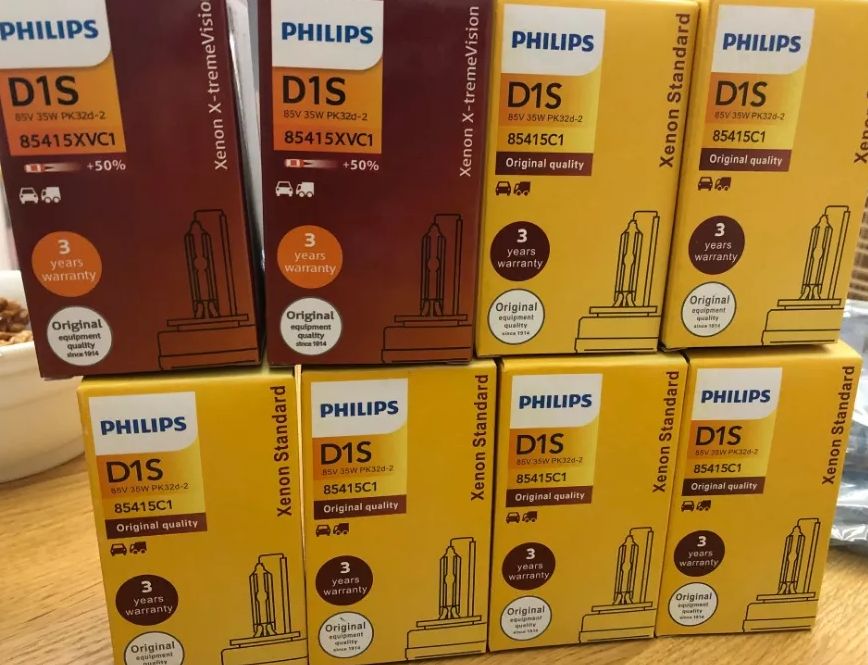 PHILIPS
D1S
85V 35W PK32d-2
85415XVC1
+50%
Xenon X-tremeVision
3
years
warranty
Original
equipment
quality
since 1914
PHILIPS
D1S
85V 35W PK32d-2
85415XVC1
+50%
Xenon X-tremeVision
3
years
warranty
Original
equipment
quality
since 1914
PHILIPS
D1S
85V 35W PK32d-2
85415C1
Original quality
Xenon Standard
3
years
warranty
Original
equipment
quality
since 1914
PHILIPS
D1S
85V 35W PK32d-2
85415C1
Original quality
3
years
warranty
Original
equipment
quality
since 1914
PHILIPS
D1S
85V 35W PK32d-2
85415C1
Original quality
Xenon Standard
3
years
warranty
Original
equipment
quality
PHILIPS
D1S
85V 35W PK32d-2
85415C1
Original quality
Xenon Standard
3
years
warranty
Original
equipment
quality
since 1914
PHILIPS
D1S
85V 35W PK32d-2
85415C1
Original quality
Xenon Standard
3
years
warranty
Original
equipment
quality
since 1914
PHILIPS
D1S
85V 35W PK32d-2
85415C1
Original quality
Xenon Standard
3
years
warranty
Original
equipment
quality
since 1914